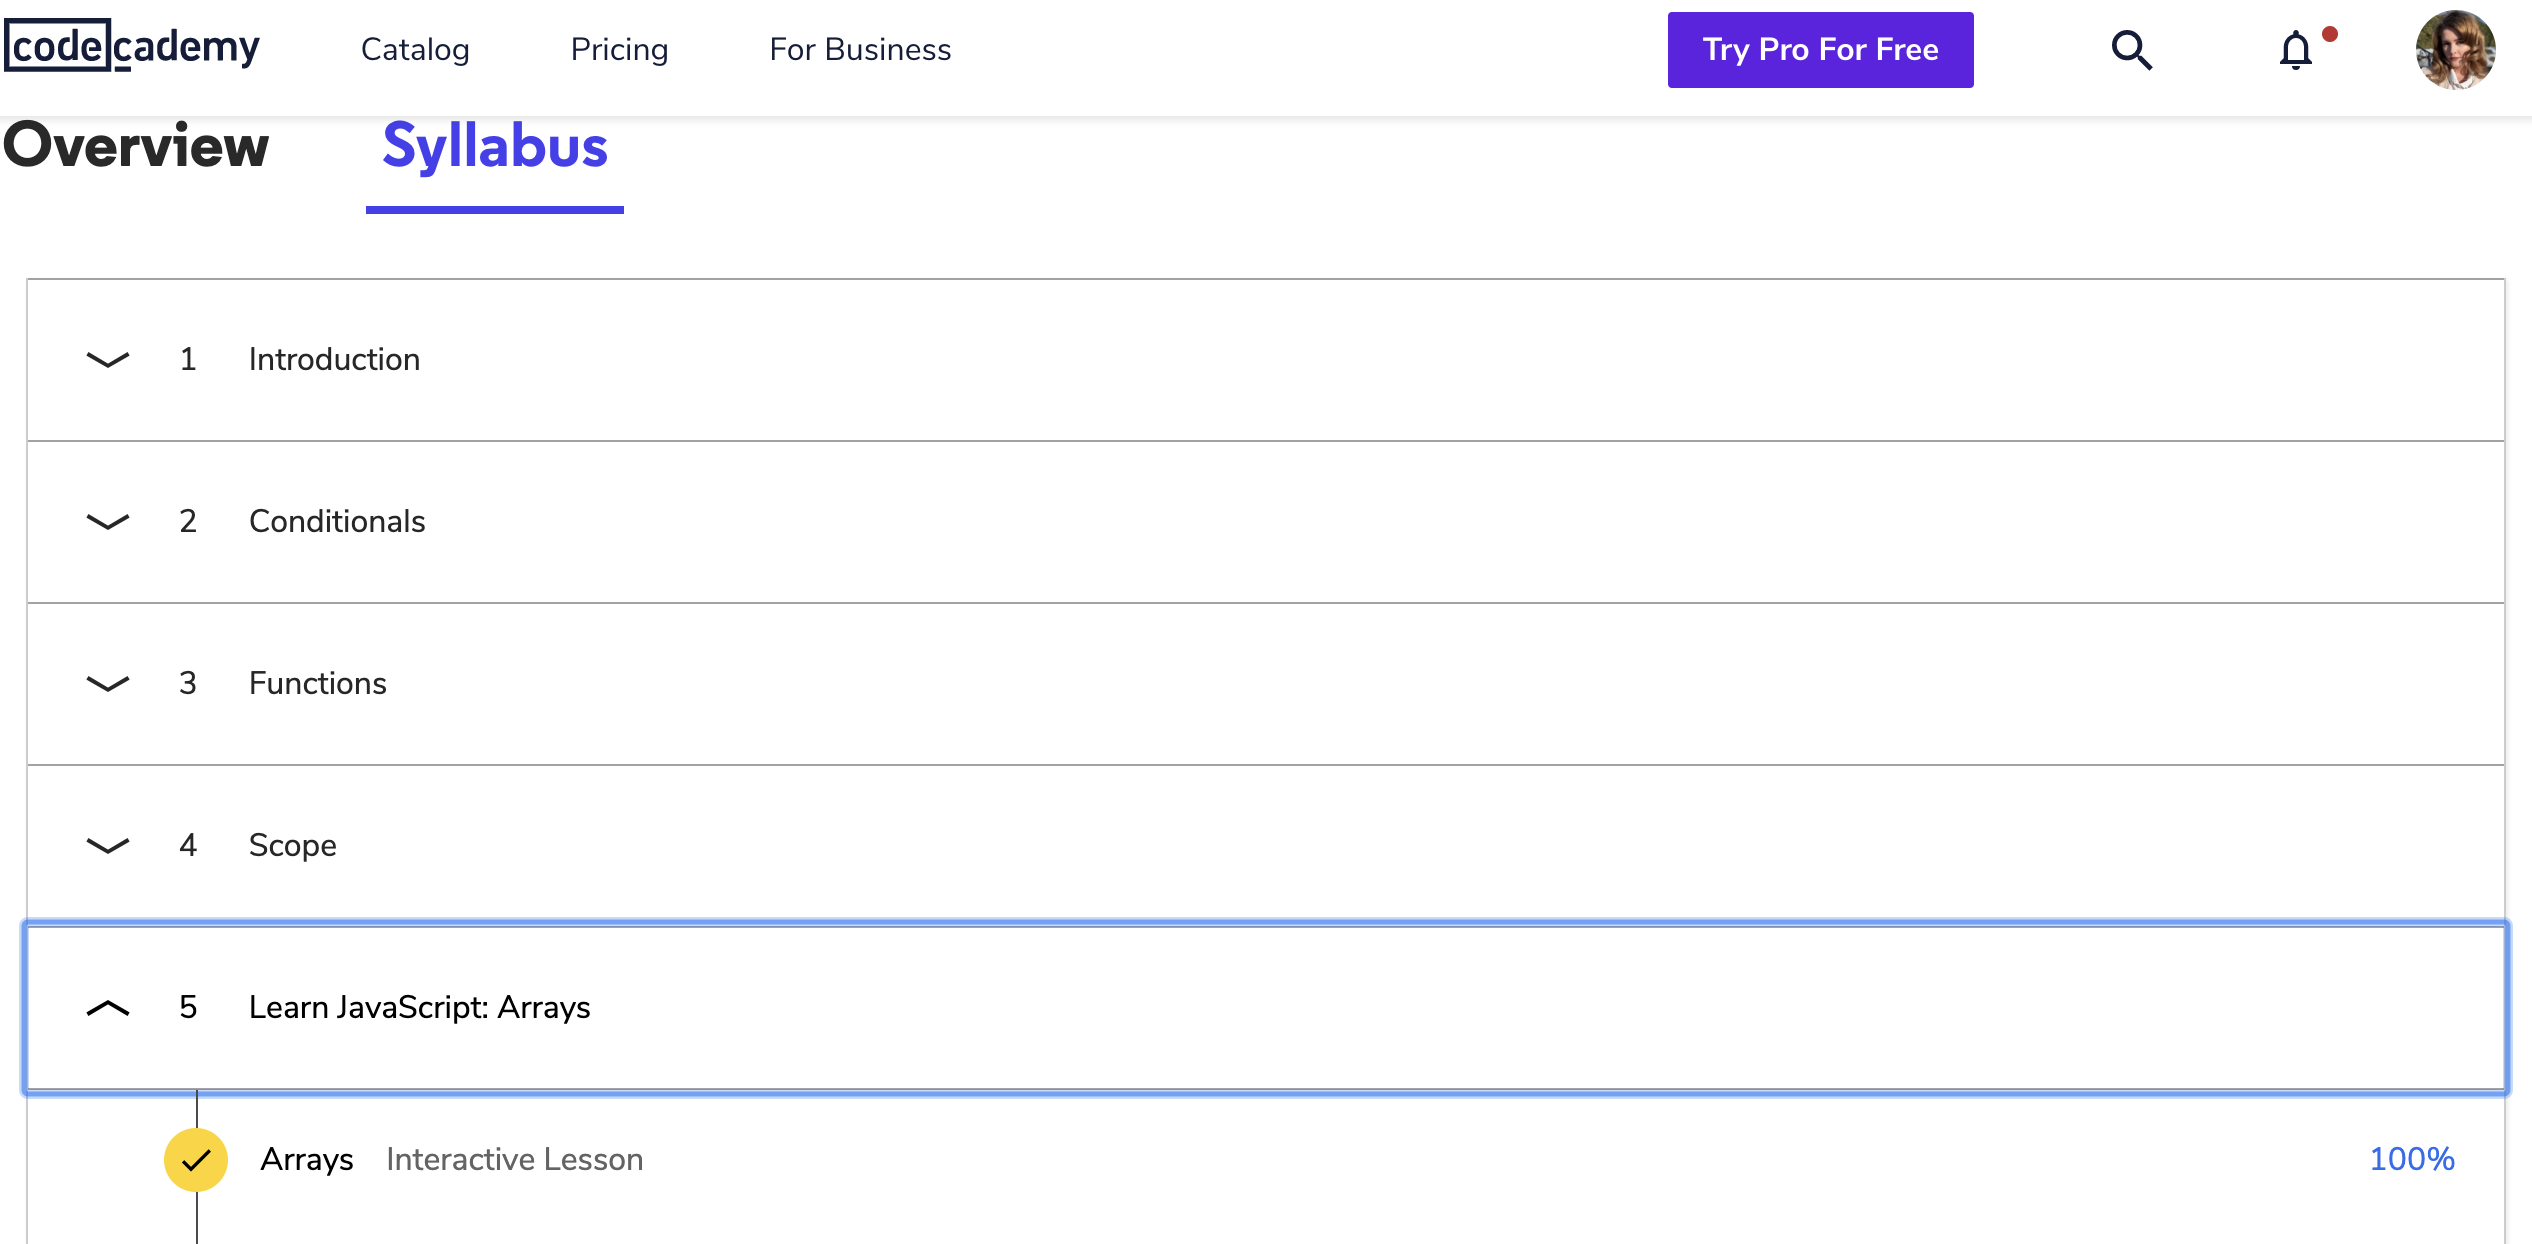 codecademy Catalog Pricing For Business Try Pro For Free
Overview Syllabus
1 Introduction
2 Conditionals
3 Functions
4 Scope
5 Learn JavaScript: Arrays
Arrays Interactive Lesson 100%